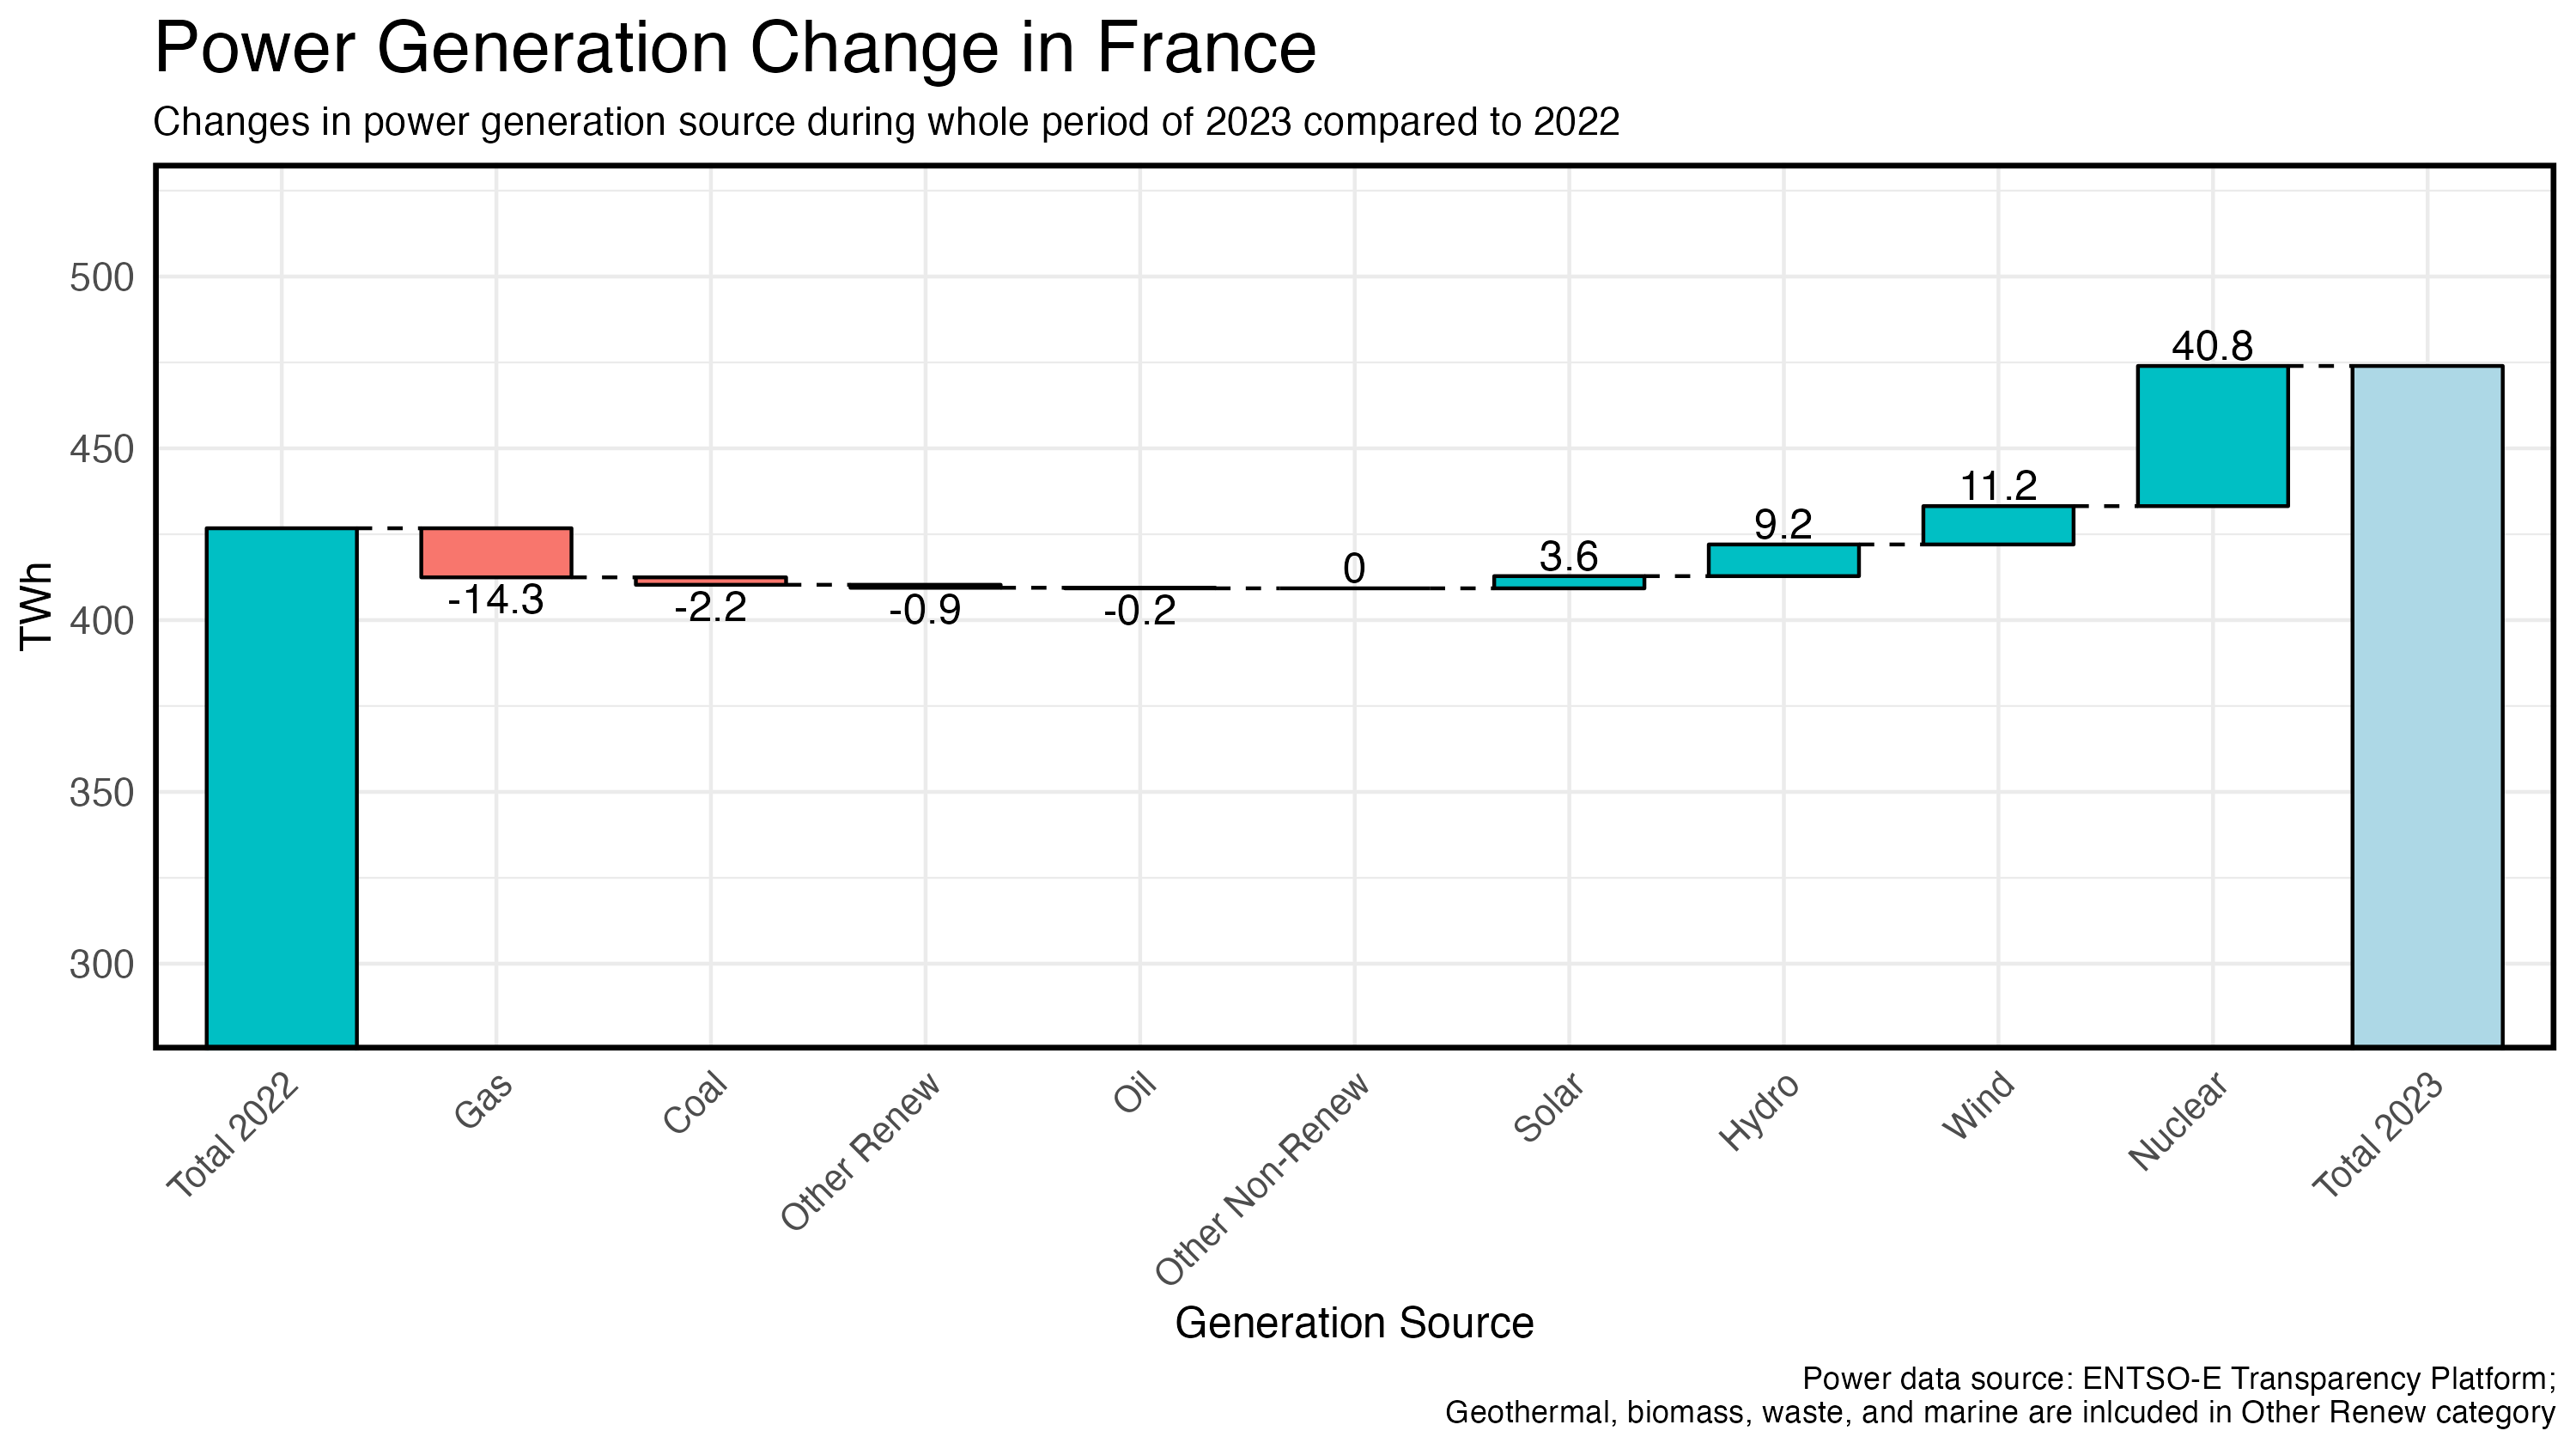 Power Generation Change in France
Changes in power generation source during whole period of 2023 compared to 2022
TWh
500
450
400
350
300
-14.3
-2.2
-0.9
-0.2
0
3.6
9.2
11.2
40.8
Total 2022
Gas
Coal
Other Renew
Oil
Other Non-Renew
Solar
Hydro
Wind
Nuclear
Total 2023
Generation Source
Power data source: ENTSO-E Transparency Platform;
Geothermal, biomass, waste, and marine are inlcuded in Other Renew category